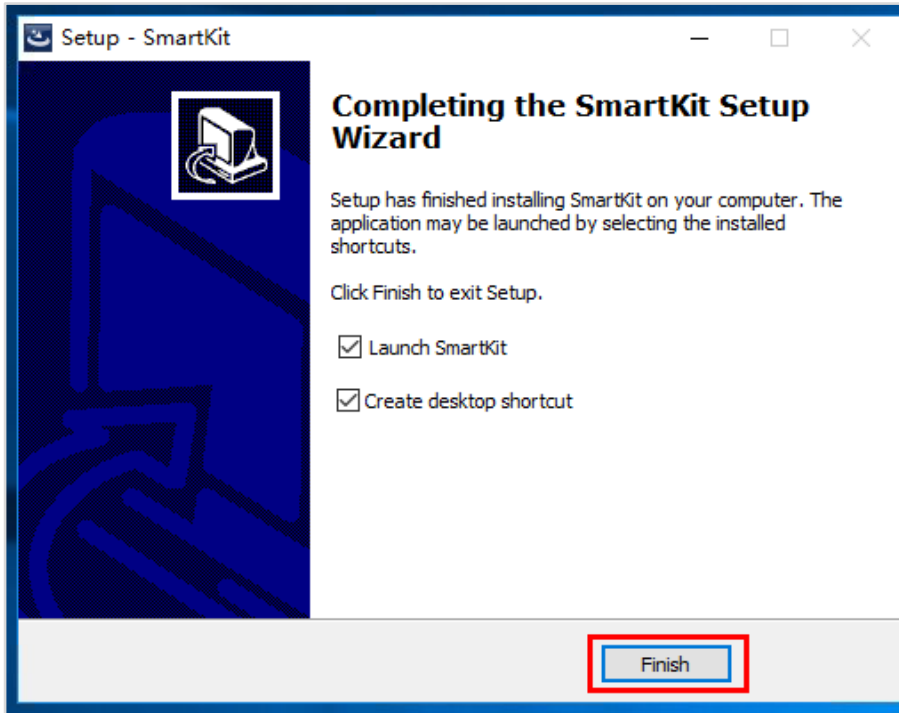 Setup - SmartKit
Completing the SmartKit Setup
Wizard
Setup has finished installing SmartKit on your computer. The
application may be launched by selecting the installed
shortcuts.
Click Finish to exit Setup.
Launch SmartKit
Create desktop shortcut
Finish